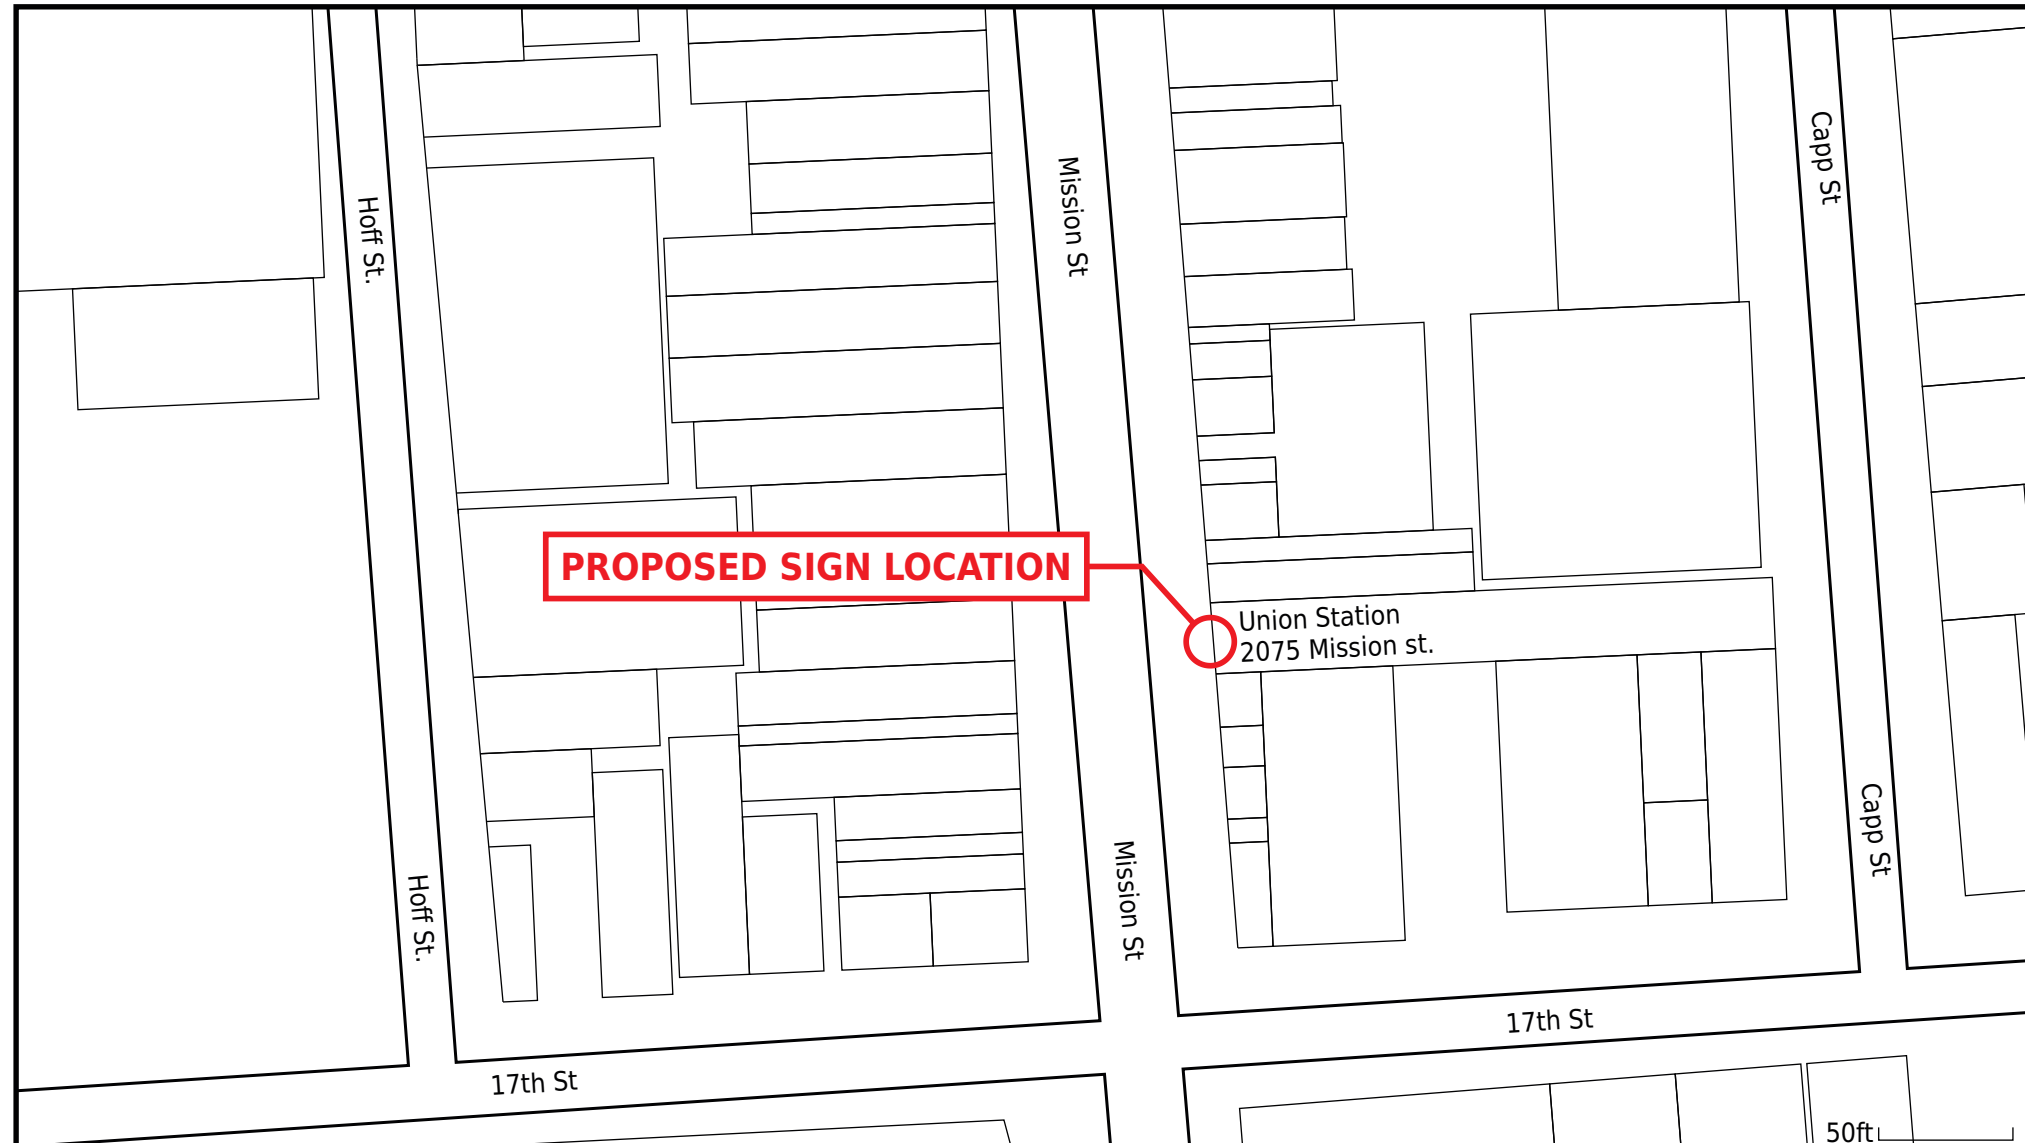 Capp St
Mission St
Hoff St.
PROPOSED SIGN LOCATION
Union Station
2075 Mission st.
Capp St
Mission St
Hoff St.
17th St
17th St
50ft